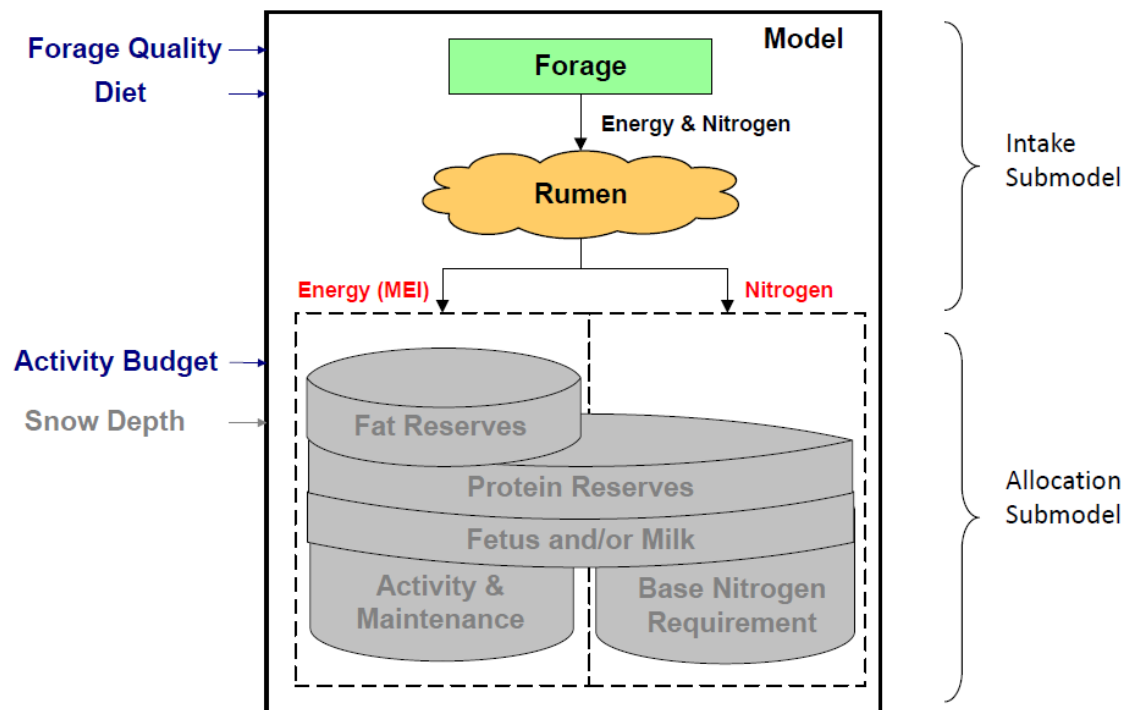 Model
Forage Quality
Diet
Forage
Energy & Nitrogen
Intake
Submodel
Rumen
Energy (MEI)
Nitrogen
Activity Budget
Snow Depth
Fat Reserves
Protein Reserves
Allocation
Submodel
Fetus and/or Milk
Activity &
Maintenance
Base Nitrogen
Requirement